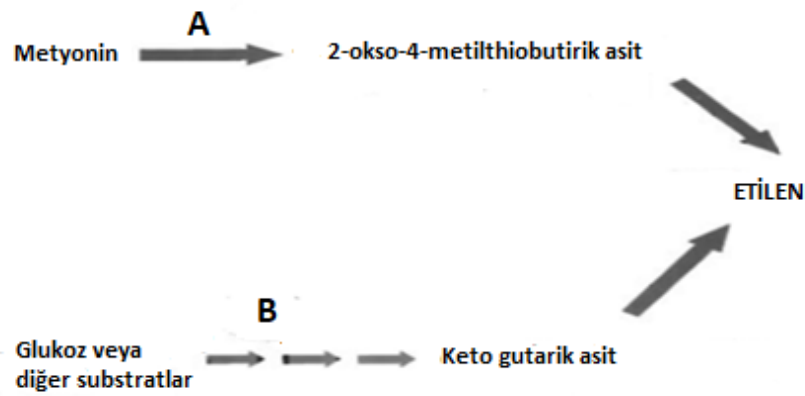 A
Metyonin
2-okso-4-metilthiobutirik asit
ETİLEN
B
Glukoz veya
diğer substratlar
Keto gutarik asit